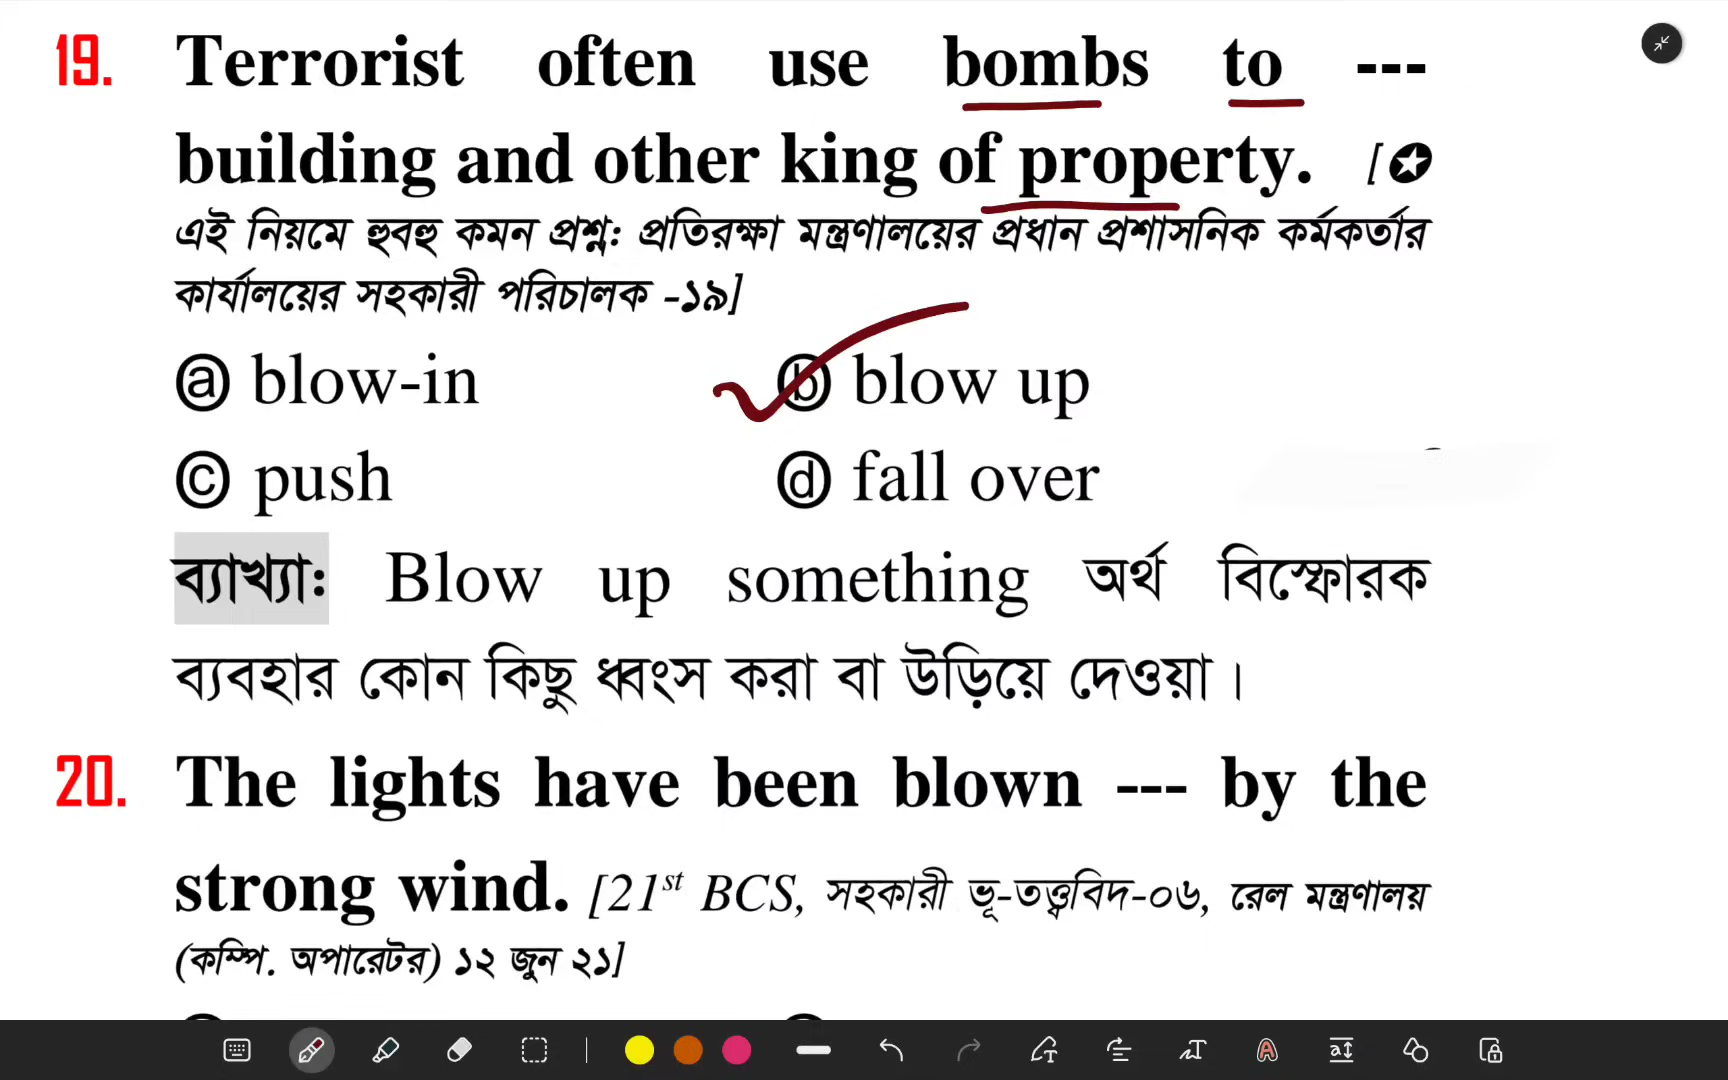 19. Terrorist often use bombs to ---
building and other king of property. [✪
এই নিয়মে হুবহু কমন প্রশ্ন: প্রতিরক্ষা মন্ত্রণালয়ের প্রধান প্রশাসনিক কর্মকর্তার
কার্যালয়ের সহকারী পরিচালক -১৯]
ⓐ blow-in ⓑ blow up
ⓒ push ⓓ fall over
ব্যাখ্যা: Blow up something অর্থ বিস্ফোরক
ব্যবহার কোন কিছু ধ্বংস করা বা উড়িয়ে দেওয়া।
20. The lights have been blown --- by the
strong wind. [21st BCS, সহকারী ভূ-তত্ত্ববিদ-০৬, রেল মন্ত্রণালয়
(কম্পি. অপারেটর) ১২ জুন ২১]